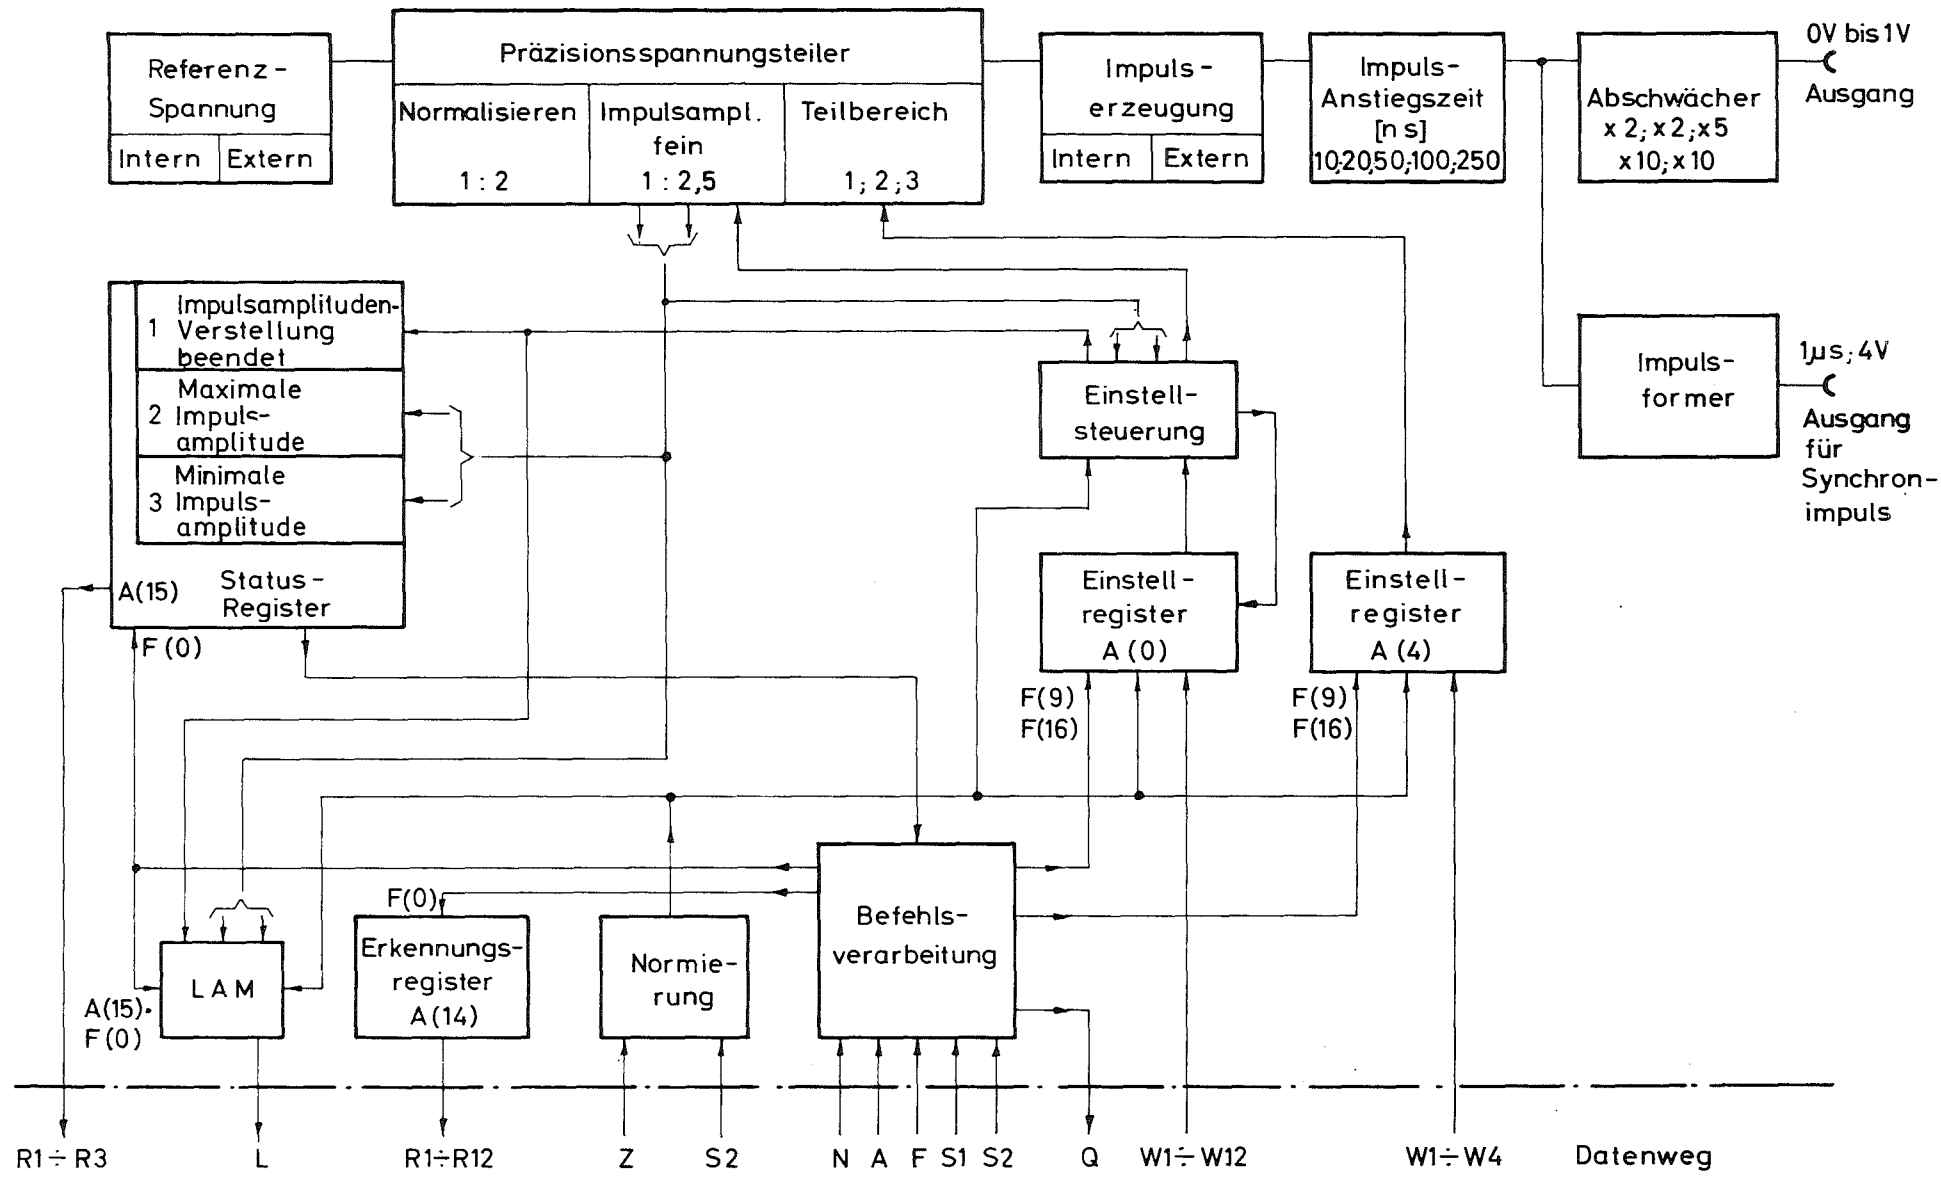 Referenz-
Spannung
Intern
Extern
Präzisionsspannungsteiler
Normalisieren
1 : 2
Impulsampl.
fein
1 : 2,5
Teilbereich
1; 2; 3
Impuls-
erzeugung
Intern
Extern
Impuls-
Anstiegszeit
[ns]
10;20;50;100;250
Abschwächer
x 2; x 2; x 5
x 10; x 10
0V bis 1V
Ausgang
1 Impulsamplituden-
Verstellung
beendet
2 Maximale
Impuls-
amplitude
3 Minimale
Impuls-
amplitude
A(15)
Status-
Register
F(0)
Einstell-
steuerung
Impuls-
former
1µs; 4V
Ausgang
für
Synchron-
impuls
Einstell-
register
A(0)
F(9)
F(16)
Einstell-
register
A(4)
F(9)
F(16)
LAM
A(15)·
F(0)
F(0)
Erkennungs-
register
A(14)
Normie-
rung
Befehls-
verarbeitung
R1÷R3
L
R1÷R12
Z
S2
N
A
F
S1
S2
Q
W1÷W12
W1÷W4
Datenweg